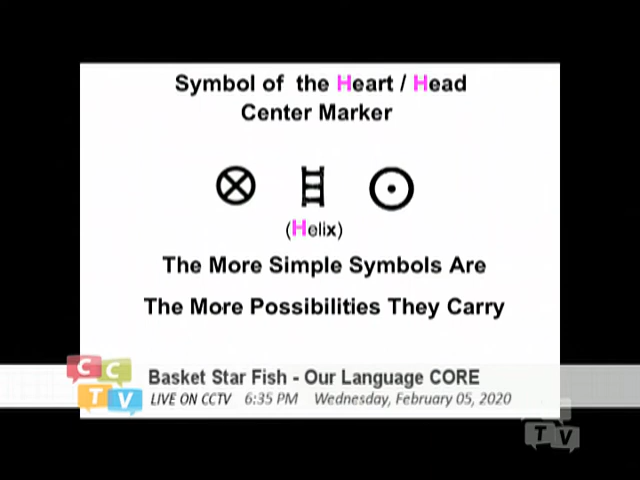 Symbol of the Heart / Head
Center Marker
(Helix)
The More Simple Symbols Are
The More Possibilities They Carry
CCTV
Basket Star Fish - Our Language CORE
LIVE ON CCTV 6:35 PM Wednesday, February 05, 2020
TV